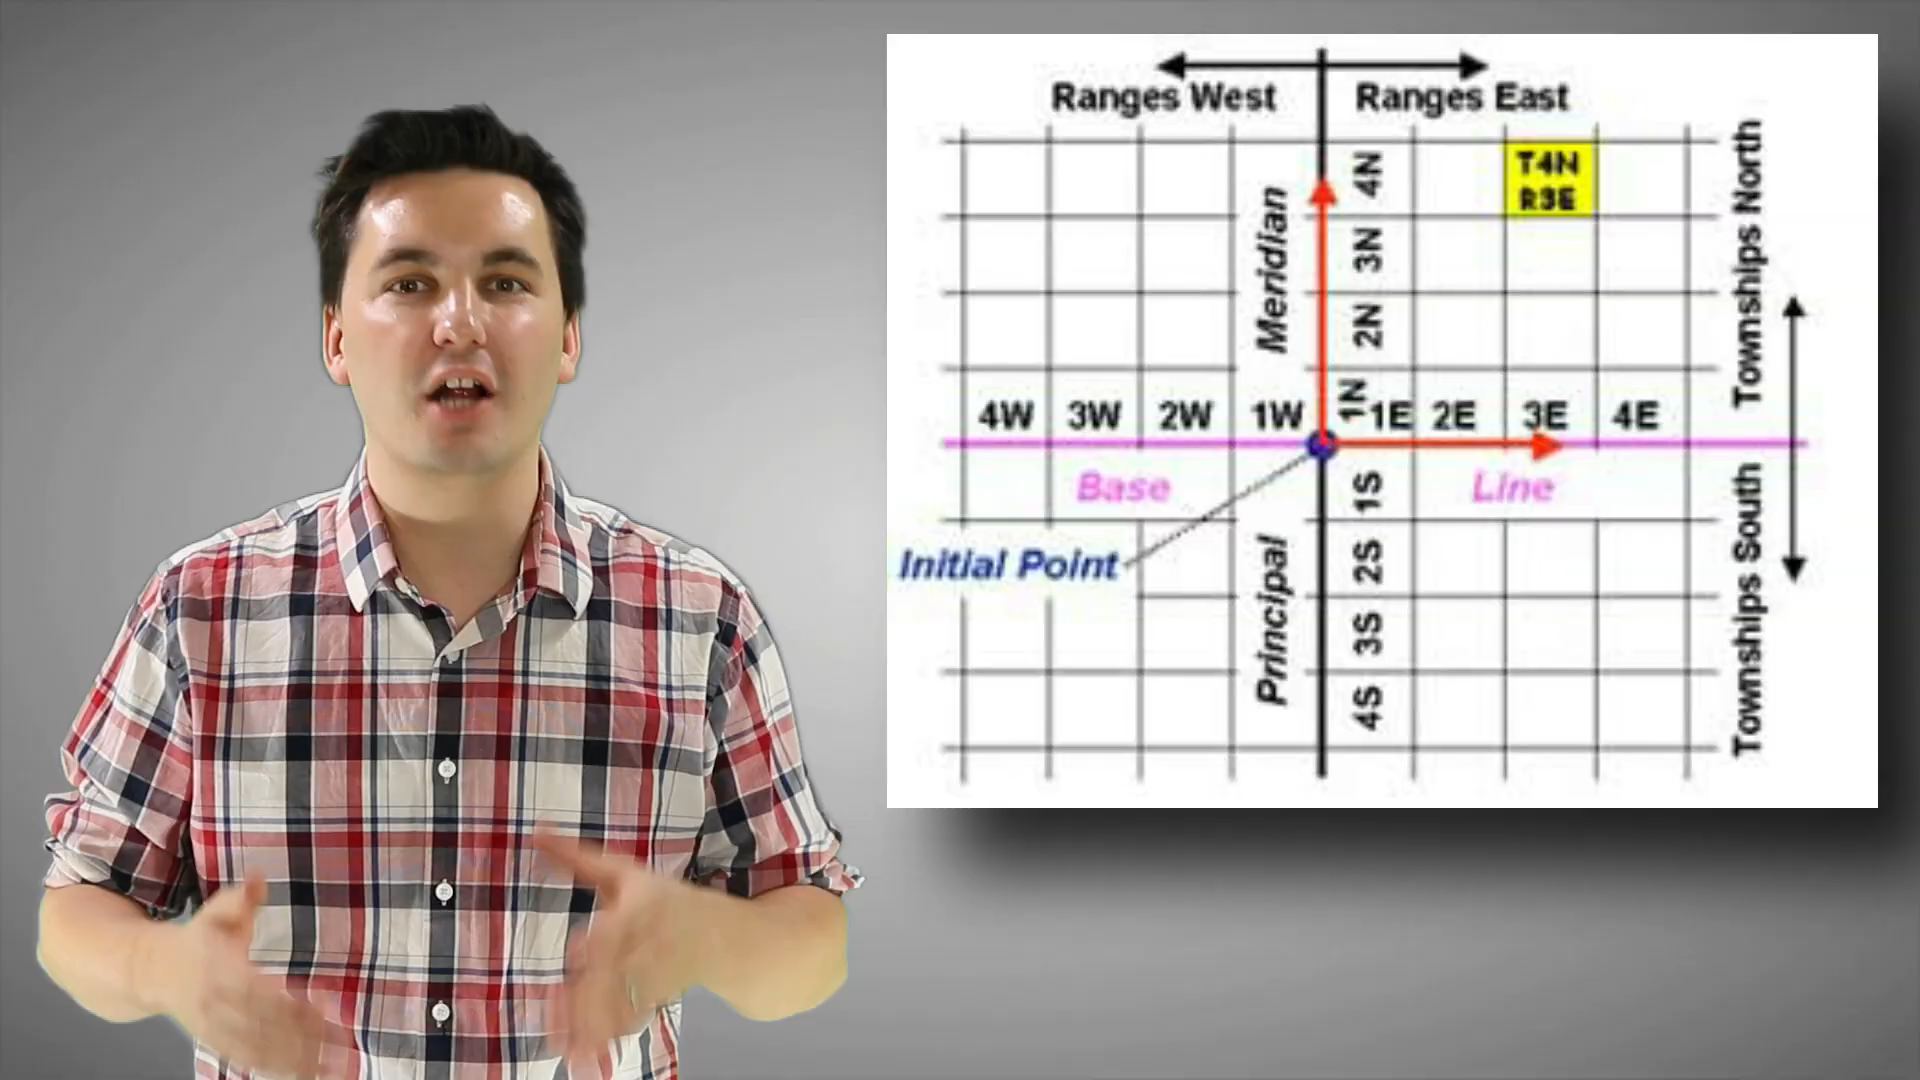 Ranges West
Ranges East
T4N
R3E
4N
3N
2N
1N
Meridian
Townships North
4W 3W 2W 1W 1E 2E 3E 4E
Base
Line
Initial Point
Principal
1S
2S
3S
4S
Townships South